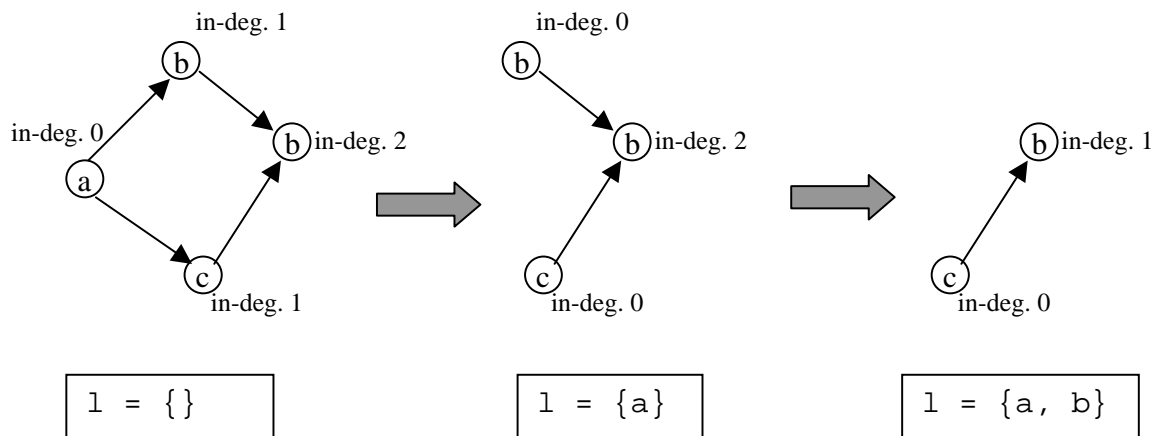 in-deg. 1
b
in-deg. 0
b
in-deg. 2
a
c
in-deg. 1
l = {}
in-deg. 0
b
b
in-deg. 2
c
in-deg. 0
l = {a}
b
in-deg. 1
c
in-deg. 0
l = {a, b}